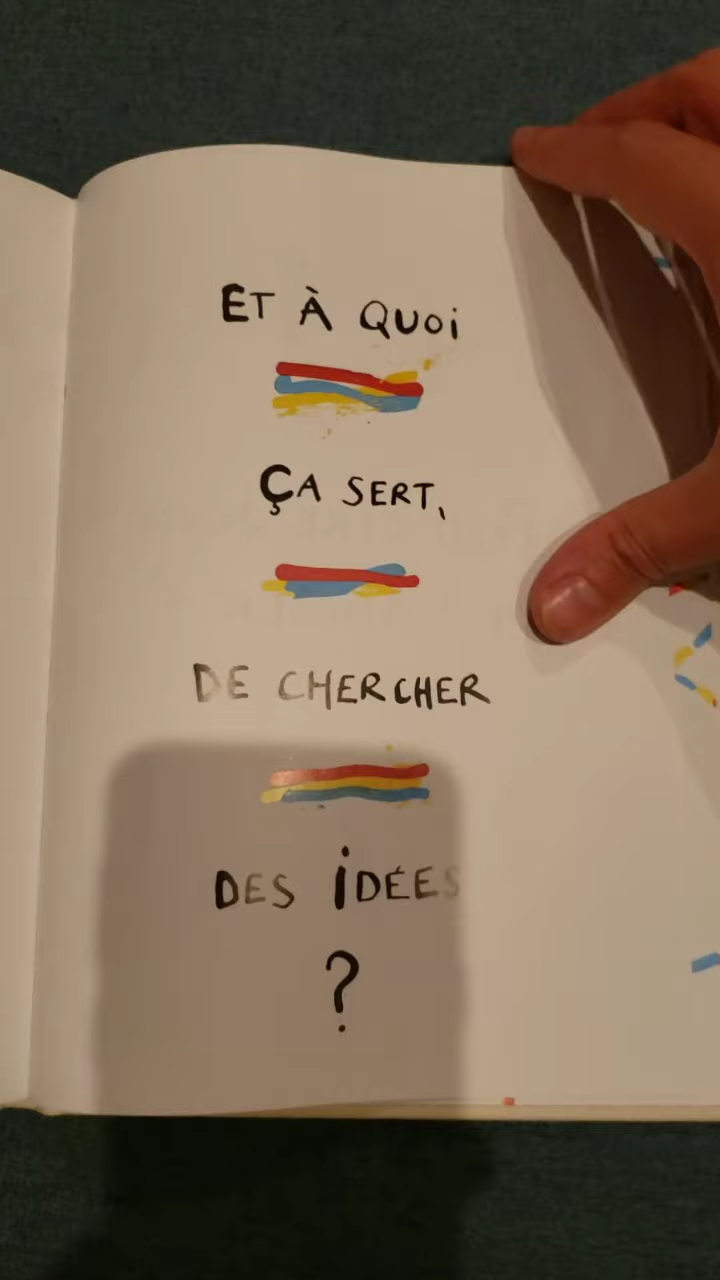 ET À QUOI
ÇA SERT,
DE CHERCHER
DES iDÉES
?